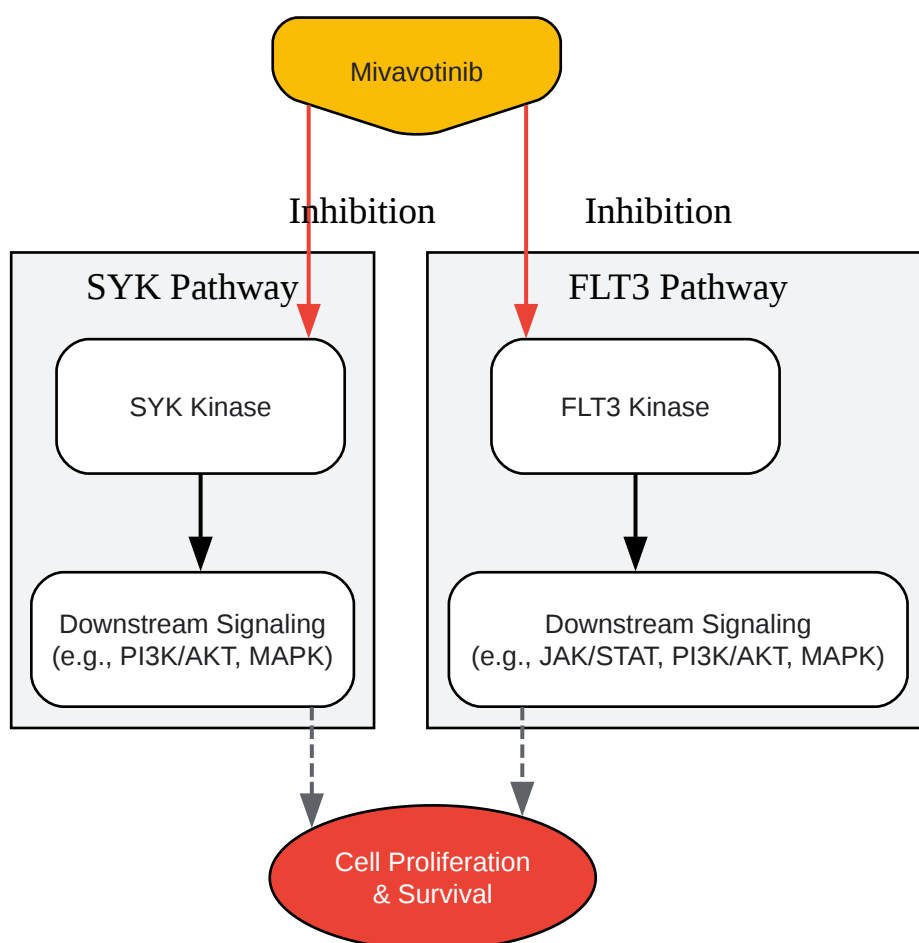 Mivavotinib
Inhibition
Inhibition
SYK Pathway
FLT3 Pathway
SYK Kinase
FLT3 Kinase
Downstream Signaling
(e.g., PI3K/AKT, MAPK)
Downstream Signaling
(e.g., JAK/STAT, PI3K/AKT, MAPK)
Cell Proliferation
& Survival